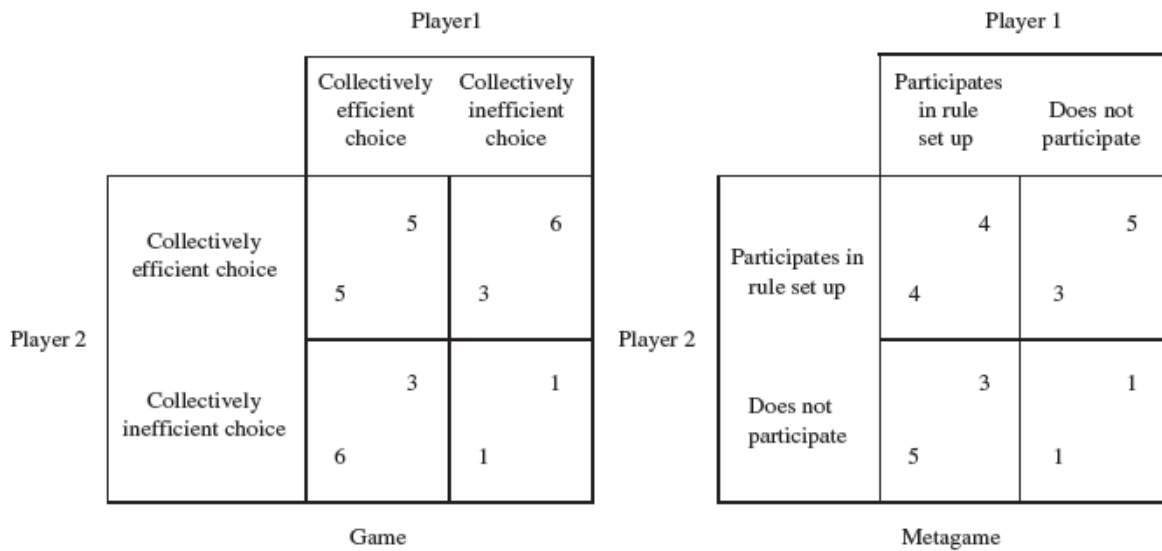 Player1
Player 1
Collectively
efficient
choice
Collectively
inefficient
choice
Participates
in rule
set up
Does not
participate
Player 2
Collectively
efficient choice
5
6
5
3
Collectively
inefficient choice
3
1
6
1
Player 2
Participates in
rule set up
4
5
4
3
Does not
participate
3
1
5
1
Game
Metagame